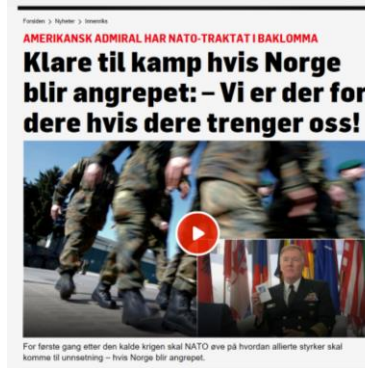 Forsiden > Nyheter > Innenriks
AMERIKANSK ADMIRAL HAR NATO-TRAKTAT I BAKLOMMA
Klare til kamp hvis Norge
blir angrepet: – Vi er der for
dere hvis dere trenger oss!
For første gang etter den kalde krigen skal NATO øve på hvordan allierte styrker skal
komme til unnsetning – hvis Norge blir angrepet.